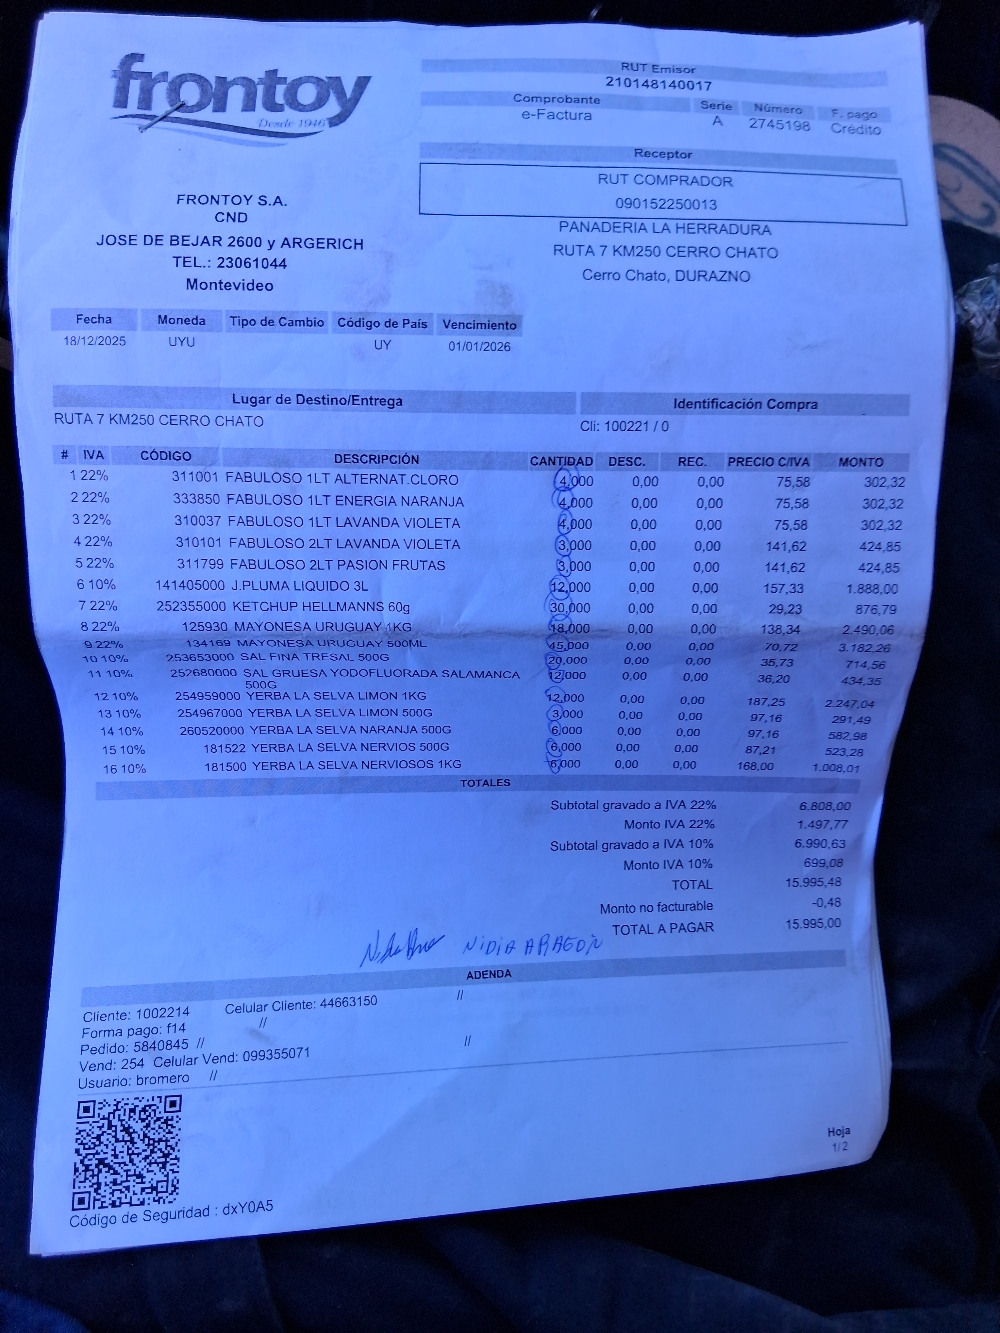 frontoy
Desde 1946
RUT Emisor
210148140017
Comprobante Serie Número F. pago
e-Factura A 2745198 Crédito
Receptor
RUT COMPRADOR
090152250013
PANADERIA LA HERRADURA
RUTA 7 KM250 CERRO CHATO
Cerro Chato, DURAZNO
FRONTOY S.A.
CND
JOSE DE BEJAR 2600 y ARGERICH
TEL.: 23061044
Montevideo
Fecha Moneda Tipo de Cambio Código de País Vencimiento
18/12/2025 UYU UY 01/01/2026
Lugar de Destino/Entrega Identificación Compra
RUTA 7 KM250 CERRO CHATO Cli: 100221 / 0
# IVA CÓDIGO DESCRIPCIÓN CANTIDAD DESC. REC. PRECIO C/IVA MONTO
1 22% 311001 FABULOSO 1LT ALTERNAT.CLORO 4,000 0,00 0,00 75,58 302,32
2 22% 333850 FABULOSO 1LT ENERGIA NARANJA 4,000 0,00 0,00 75,58 302,32
3 22% 310037 FABULOSO 1LT LAVANDA VIOLETA 4,000 0,00 0,00 75,58 302,32
4 22% 310101 FABULOSO 2LT LAVANDA VIOLETA 3,000 0,00 0,00 141,62 424,85
5 22% 311799 FABULOSO 2LT PASION FRUTAS 3,000 0,00 0,00 141,62 424,85
6 10% 141405000 J.PLUMA LIQUIDO 3L 12,000 0,00 0,00 157,33 1.888,00
7 22% 252355000 KETCHUP HELLMANNS 60g 30,000 0,00 0,00 29,23 876,79
8 22% 125930 MAYONESA URUGUAY 1KG 18,000 0,00 0,00 138,34 2.490,06
9 22% 134169 MAYONESA URUGUAY 500ML 45,000 0,00 0,00 70,72 3.182,26
10 10% 253653000 SAL FINA TRESAL 500G 20,000 0,00 0,00 35,73 714,56
11 10% 252680000 SAL GRUESA YODOFLUORADA SALAMANCA 12,000 0,00 0,00 36,20 434,35
500G
12 10% 254959000 YERBA LA SELVA LIMON 1KG 12,000 0,00 0,00 187,25 2.247,04
13 10% 254967000 YERBA LA SELVA LIMON 500G 3,000 0,00 0,00 97,16 291,49
14 10% 260520000 YERBA LA SELVA NARANJA 500G 6,000 0,00 0,00 97,16 582,98
15 10% 181522 YERBA LA SELVA NERVIOS 500G 6,000 0,00 0,00 87,21 523,28
16 10% 181500 YERBA LA SELVA NERVIOSOS 1KG 6,000 0,00 0,00 168,00 1.008,01
TOTALES
Subtotal gravado a IVA 22% 6.808,00
Monto IVA 22% 1.497,77
Subtotal gravado a IVA 10% 6.990,63
Monto IVA 10% 699,08
TOTAL 15.995,48
Monto no facturable -0,48
TOTAL A PAGAR 15.995,00
NIDIA ARAGON
ADENDA
Cliente: 1002214 Celular Cliente: 44663150 //
Forma pago: f14 //
Pedido: 5840845 //
Vend: 254 Celular Vend: 099355071 //
Usuario: bromero //
Hoja
1/2
Código de Seguridad : dxY0A5